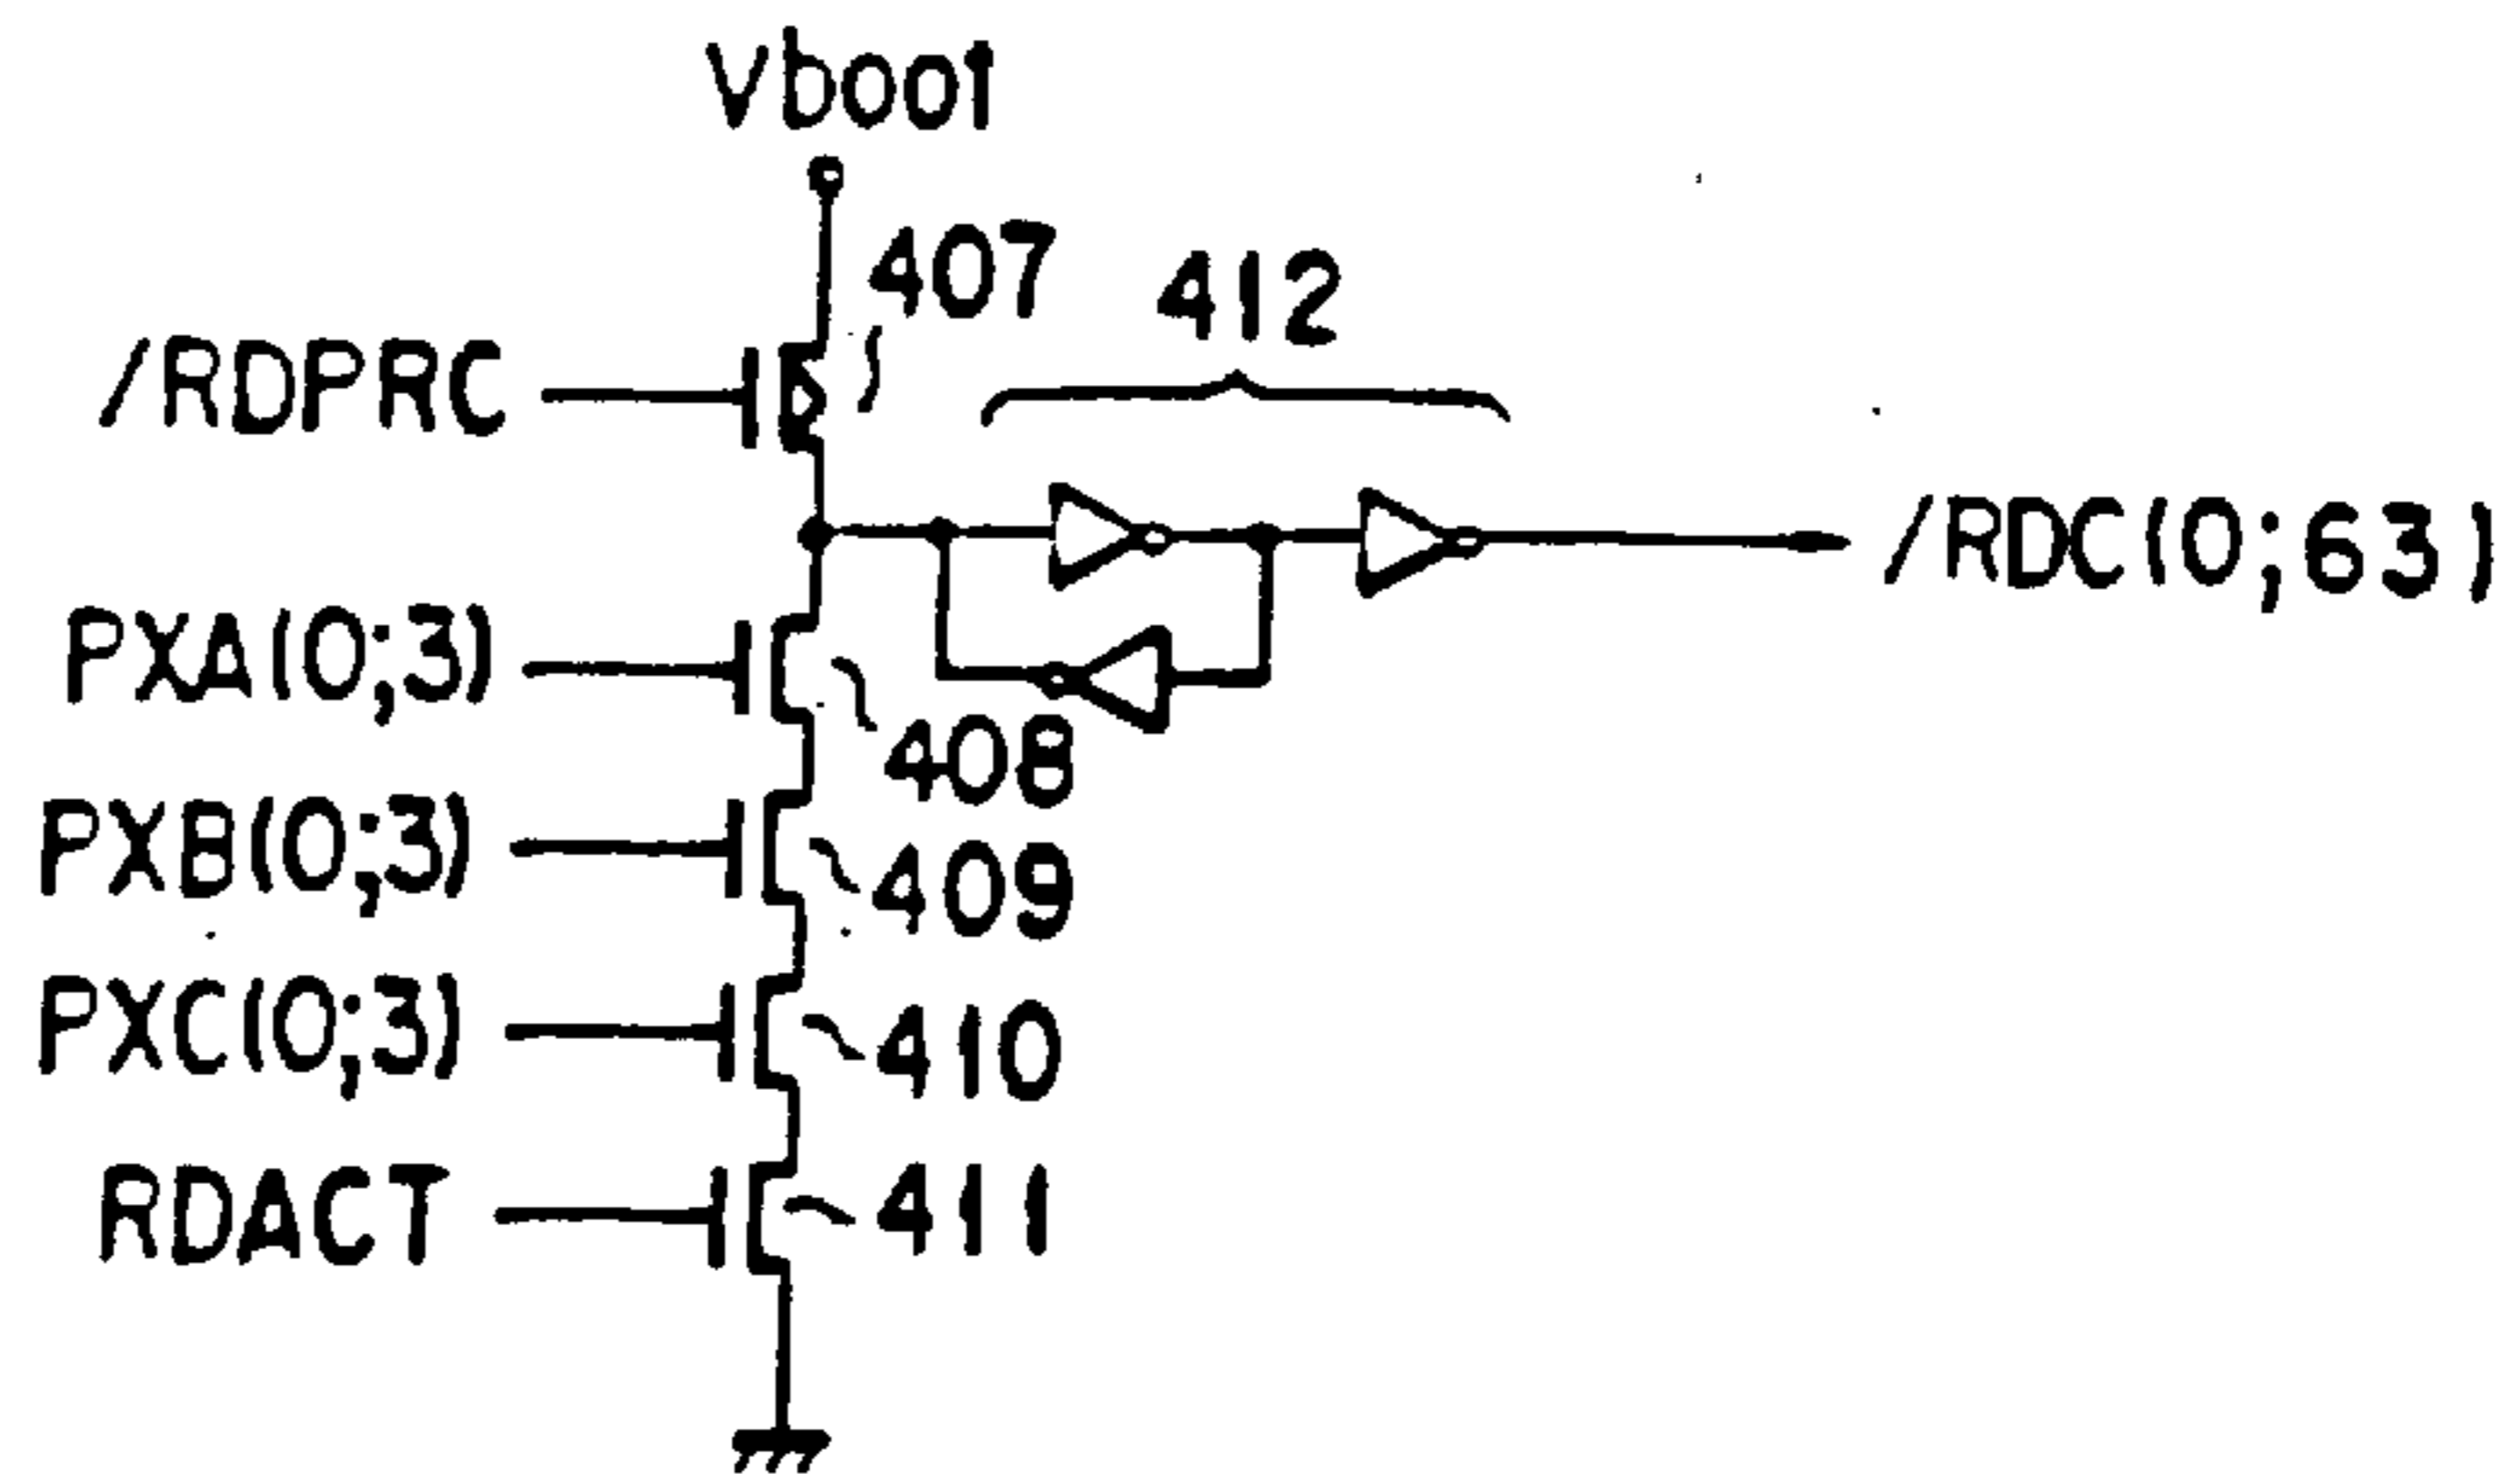 Vboot
407
412
/RDPRC
/RDC(0;63)
PXA(0;3)
408
PXB(0;3)
409
PXC(0;3)
410
RDACT
411